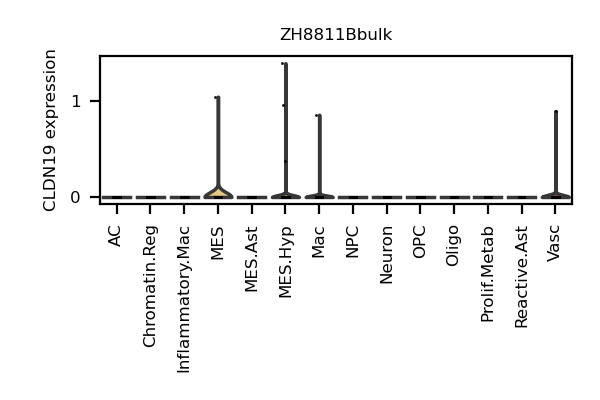 ZH8811Bbulk
CLDN19 expression
1
0
AC
Chromatin.Reg
Inflammatory.Mac
MES
MES.Ast
MES.Hyp
Mac
NPC
Neuron
OPC
Oligo
Prolif.Metab
Reactive.Ast
Vasc